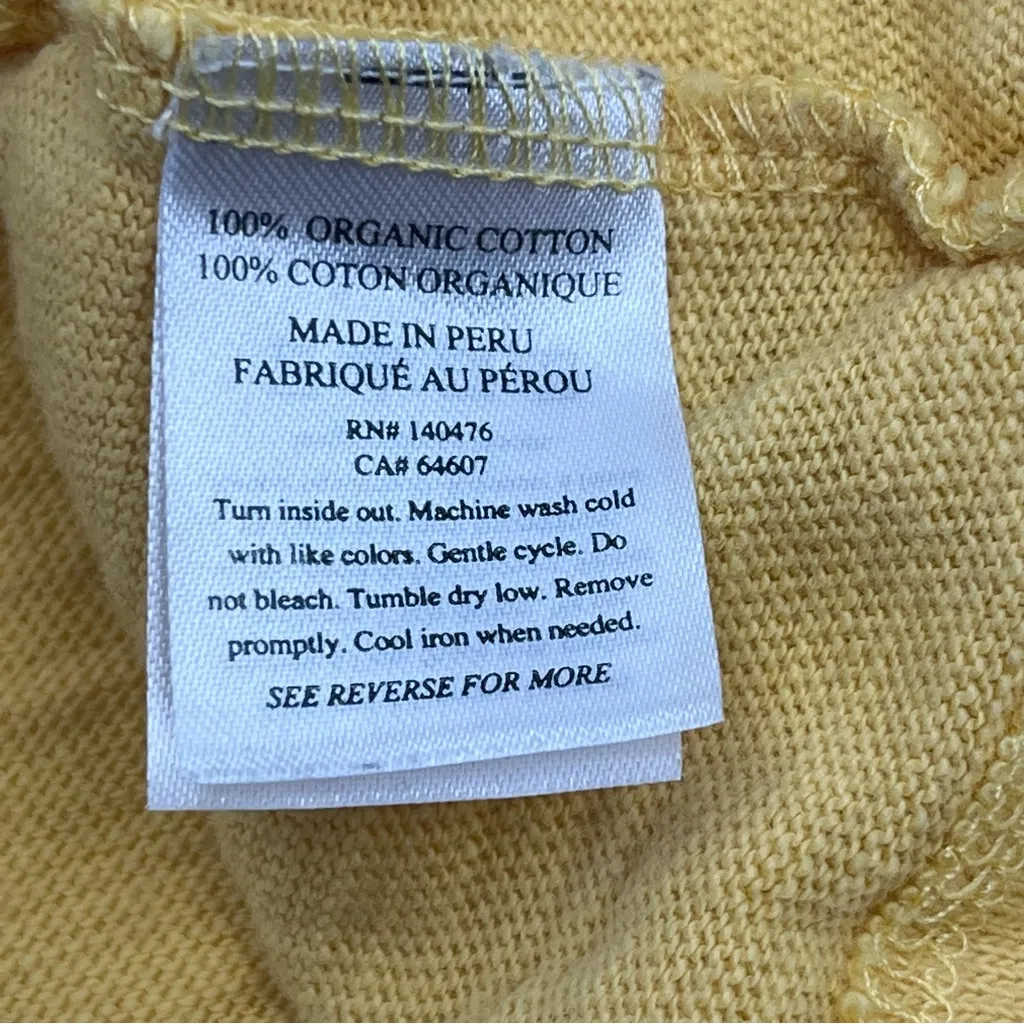 100% ORGANIC COTTON
100% COTON ORGANIQUE
MADE IN PERU
FABRIQUÉ AU PÉROU
RN# 140476
CA# 64607
Turn inside out. Machine wash cold
with like colors. Gentle cycle. Do
not bleach. Tumble dry low. Remove
promptly. Cool iron when needed.
SEE REVERSE FOR MORE